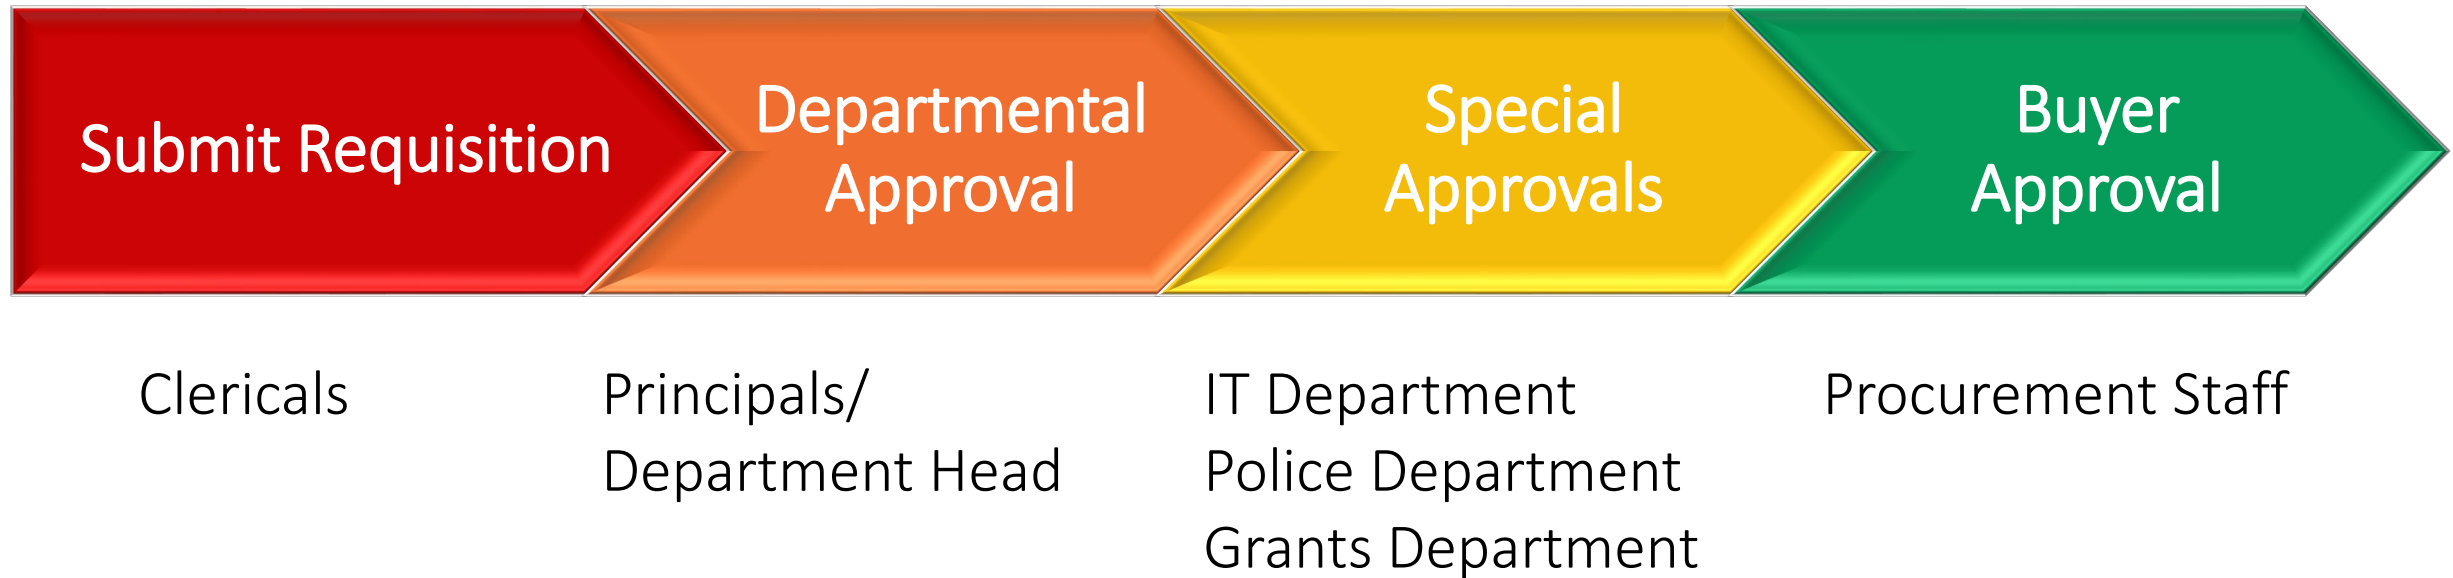 Submit Requisition
Departmental
Approval
Special
Approvals
Buyer
Approval
Clericals
Principals/
Department Head
IT Department
Police Department
Grants Department
Procurement Staff